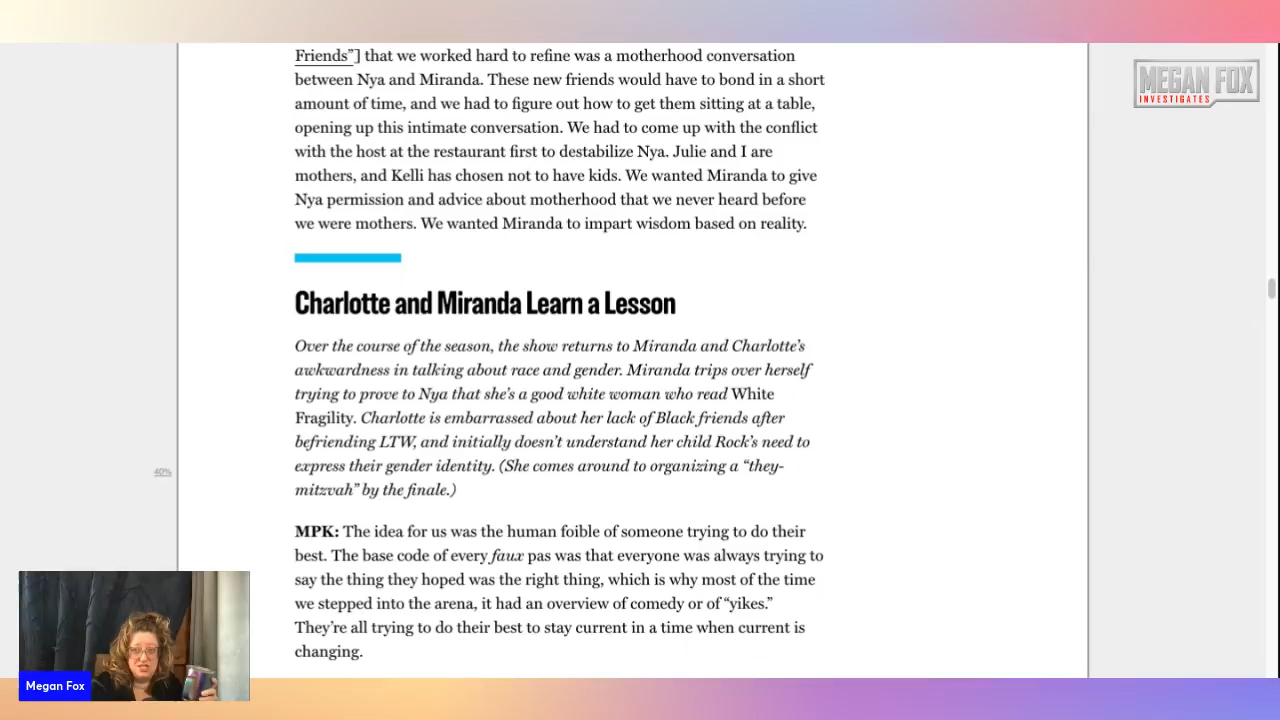 Friends”] that we worked hard to refine was a motherhood conversation
between Nya and Miranda. These new friends would have to bond in a short
amount of time, and we had to figure out how to get them sitting at a table,
opening up this intimate conversation. We had to come up with the conflict
with the host at the restaurant first to destabilize Nya. Julie and I are
mothers, and Kelli has chosen not to have kids. We wanted Miranda to give
Nya permission and advice about motherhood that we never heard before
we were mothers. We wanted Miranda to impart wisdom based on reality.
Charlotte and Miranda Learn a Lesson
Over the course of the season, the show returns to Miranda and Charlotte’s
awkwardness in talking about race and gender. Miranda trips over herself
trying to prove to Nya that she’s a good white woman who read White
Fragility. Charlotte is embarrassed about her lack of Black friends after
befriending LTW, and initially doesn’t understand her child Rock’s need to
express their gender identity. (She comes around to organizing a “they-
mitzvah” by the finale.)
MPK: The idea for us was the human foible of someone trying to do their
best. The base code of every faux pas was that everyone was always trying to
say the thing they hoped was the right thing, which is why most of the time
we stepped into the arena, it had an overview of comedy or of “yikes.”
They’re all trying to do their best to stay current in a time when current is
changing.
40%
MEGAN FOX
INVESTIGATES
Megan Fox